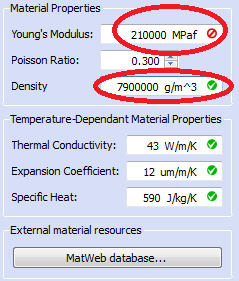 Material Properties
Young's Modulus: 210000 MPaf
Poisson Ratio: 0.300
Density 7900000 g/m^3
Temperature-Dependant Material Properties
Thermal Conductivity: 43 W/m/K
Expansion Coefficient: 12 um/m/K
Specific Heat: 590 J/kg/K
External material resources
MatWeb database...